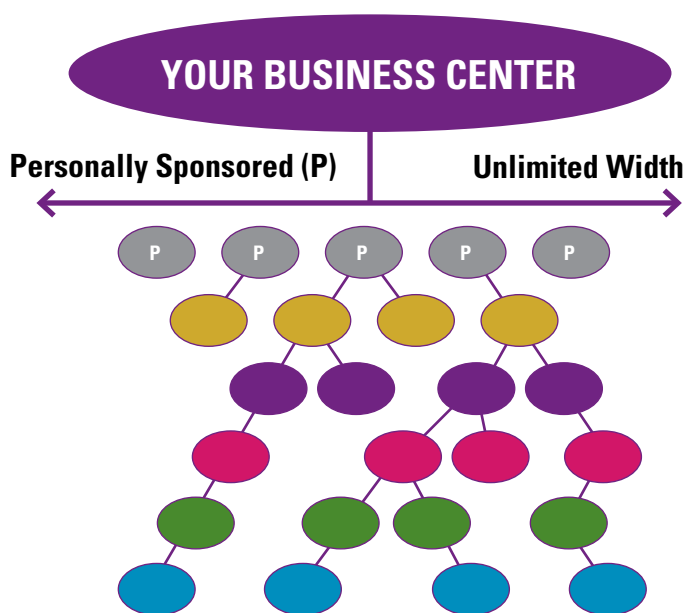 YOUR BUSINESS CENTER
Personally Sponsored (P) Unlimited Width
P P P P P